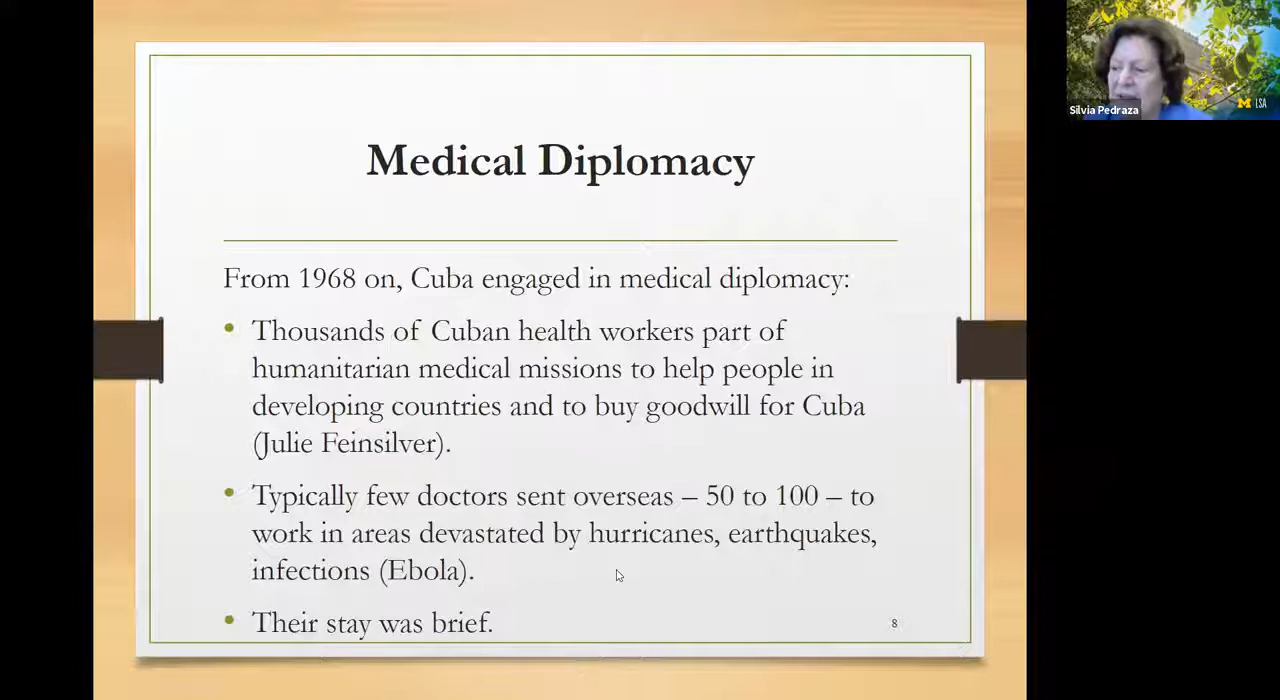 Medical Diplomacy
From 1968 on, Cuba engaged in medical diplomacy:
• Thousands of Cuban health workers part of
humanitarian medical missions to help people in
developing countries and to buy goodwill for Cuba
(Julie Feinsilver).
• Typically few doctors sent overseas – 50 to 100 – to
work in areas devastated by hurricanes, earthquakes,
infections (Ebola).
• Their stay was brief.
8
Silvia Pedraza
M LSA